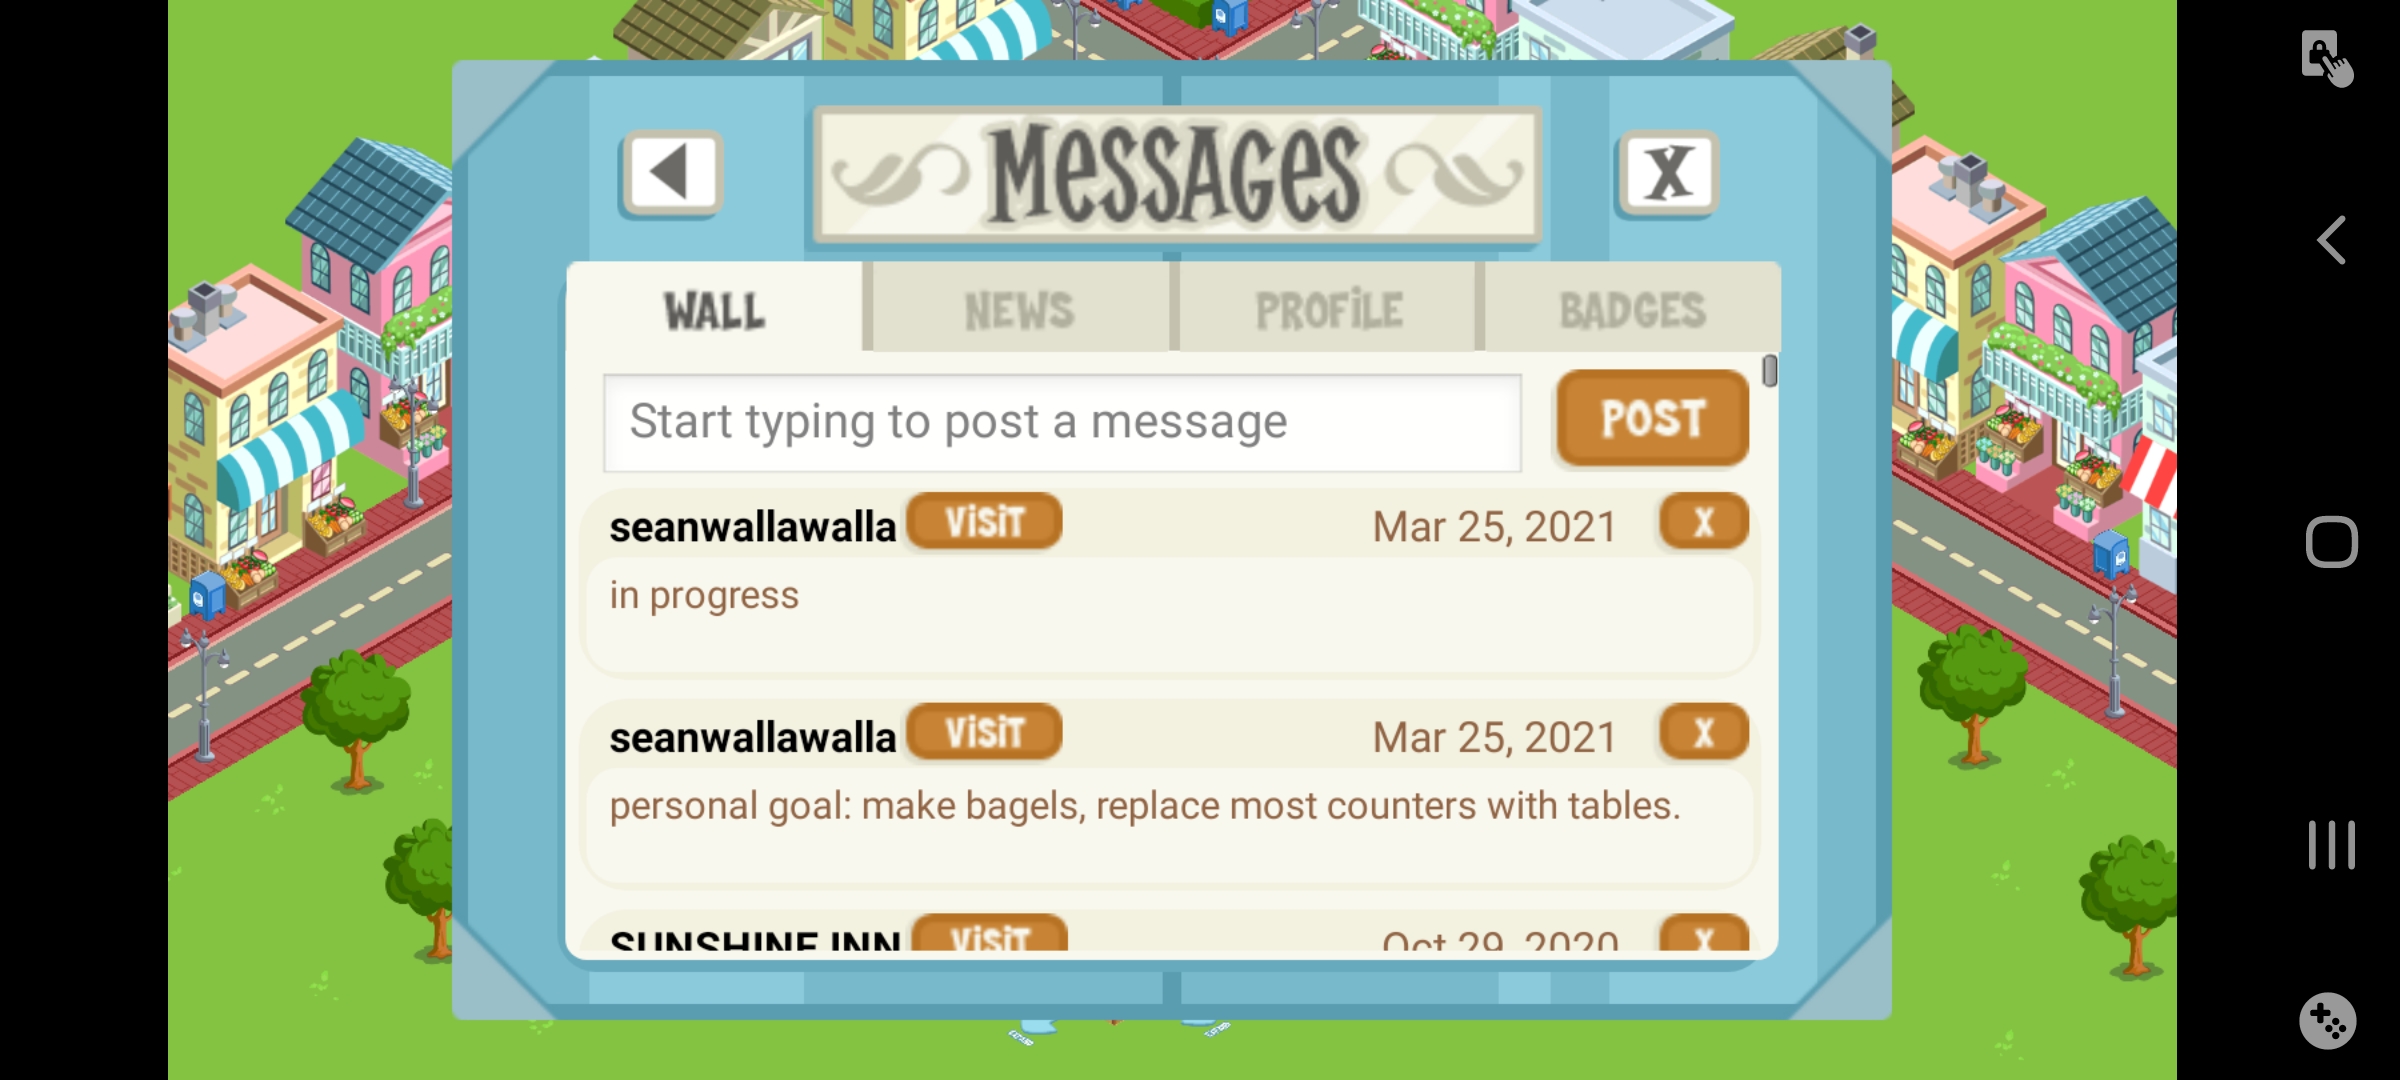 MESSAGES
X
WALL
NEWS
PROFILE
BADGES
Start typing to post a message
POST
seanwallawalla
VISIT
Mar 25, 2021
X
in progress
seanwallawalla
VISIT
Mar 25, 2021
X
personal goal: make bagels, replace most counters with tables.
SUNSHINE INN
VISIT
Oct 29, 2020
X